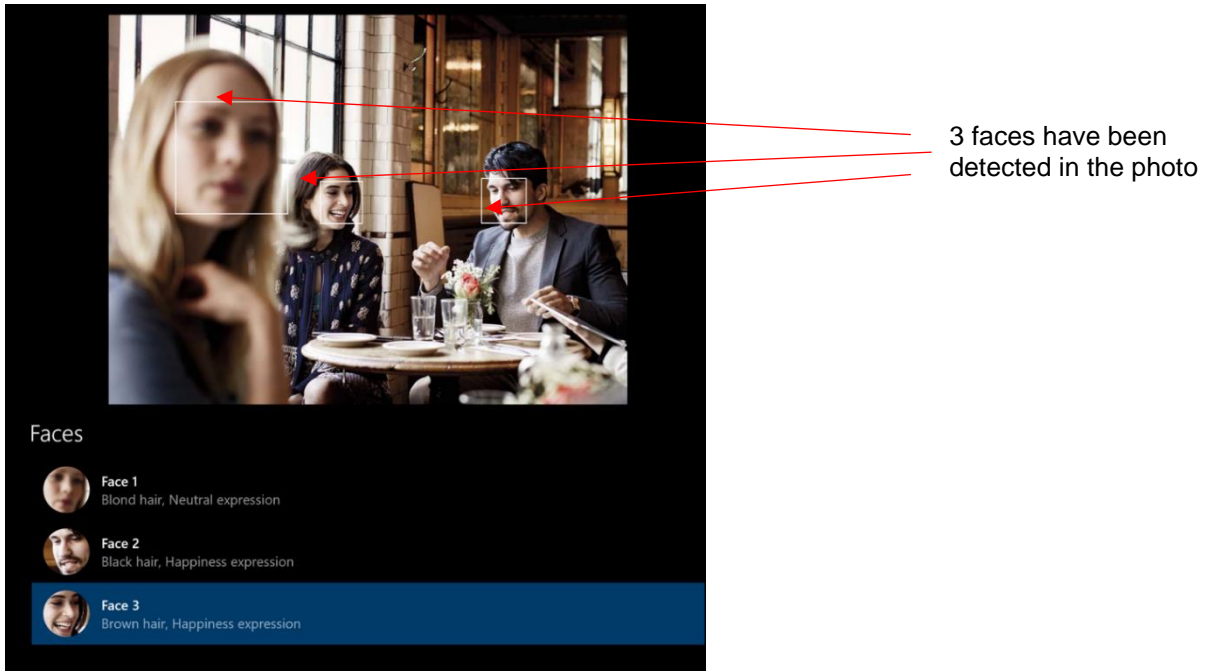 3 faces have been
detected in the photo
Faces
Face 1
Blond hair, Neutral expression
Face 2
Black hair, Happiness expression
Face 3
Brown hair, Happiness expression